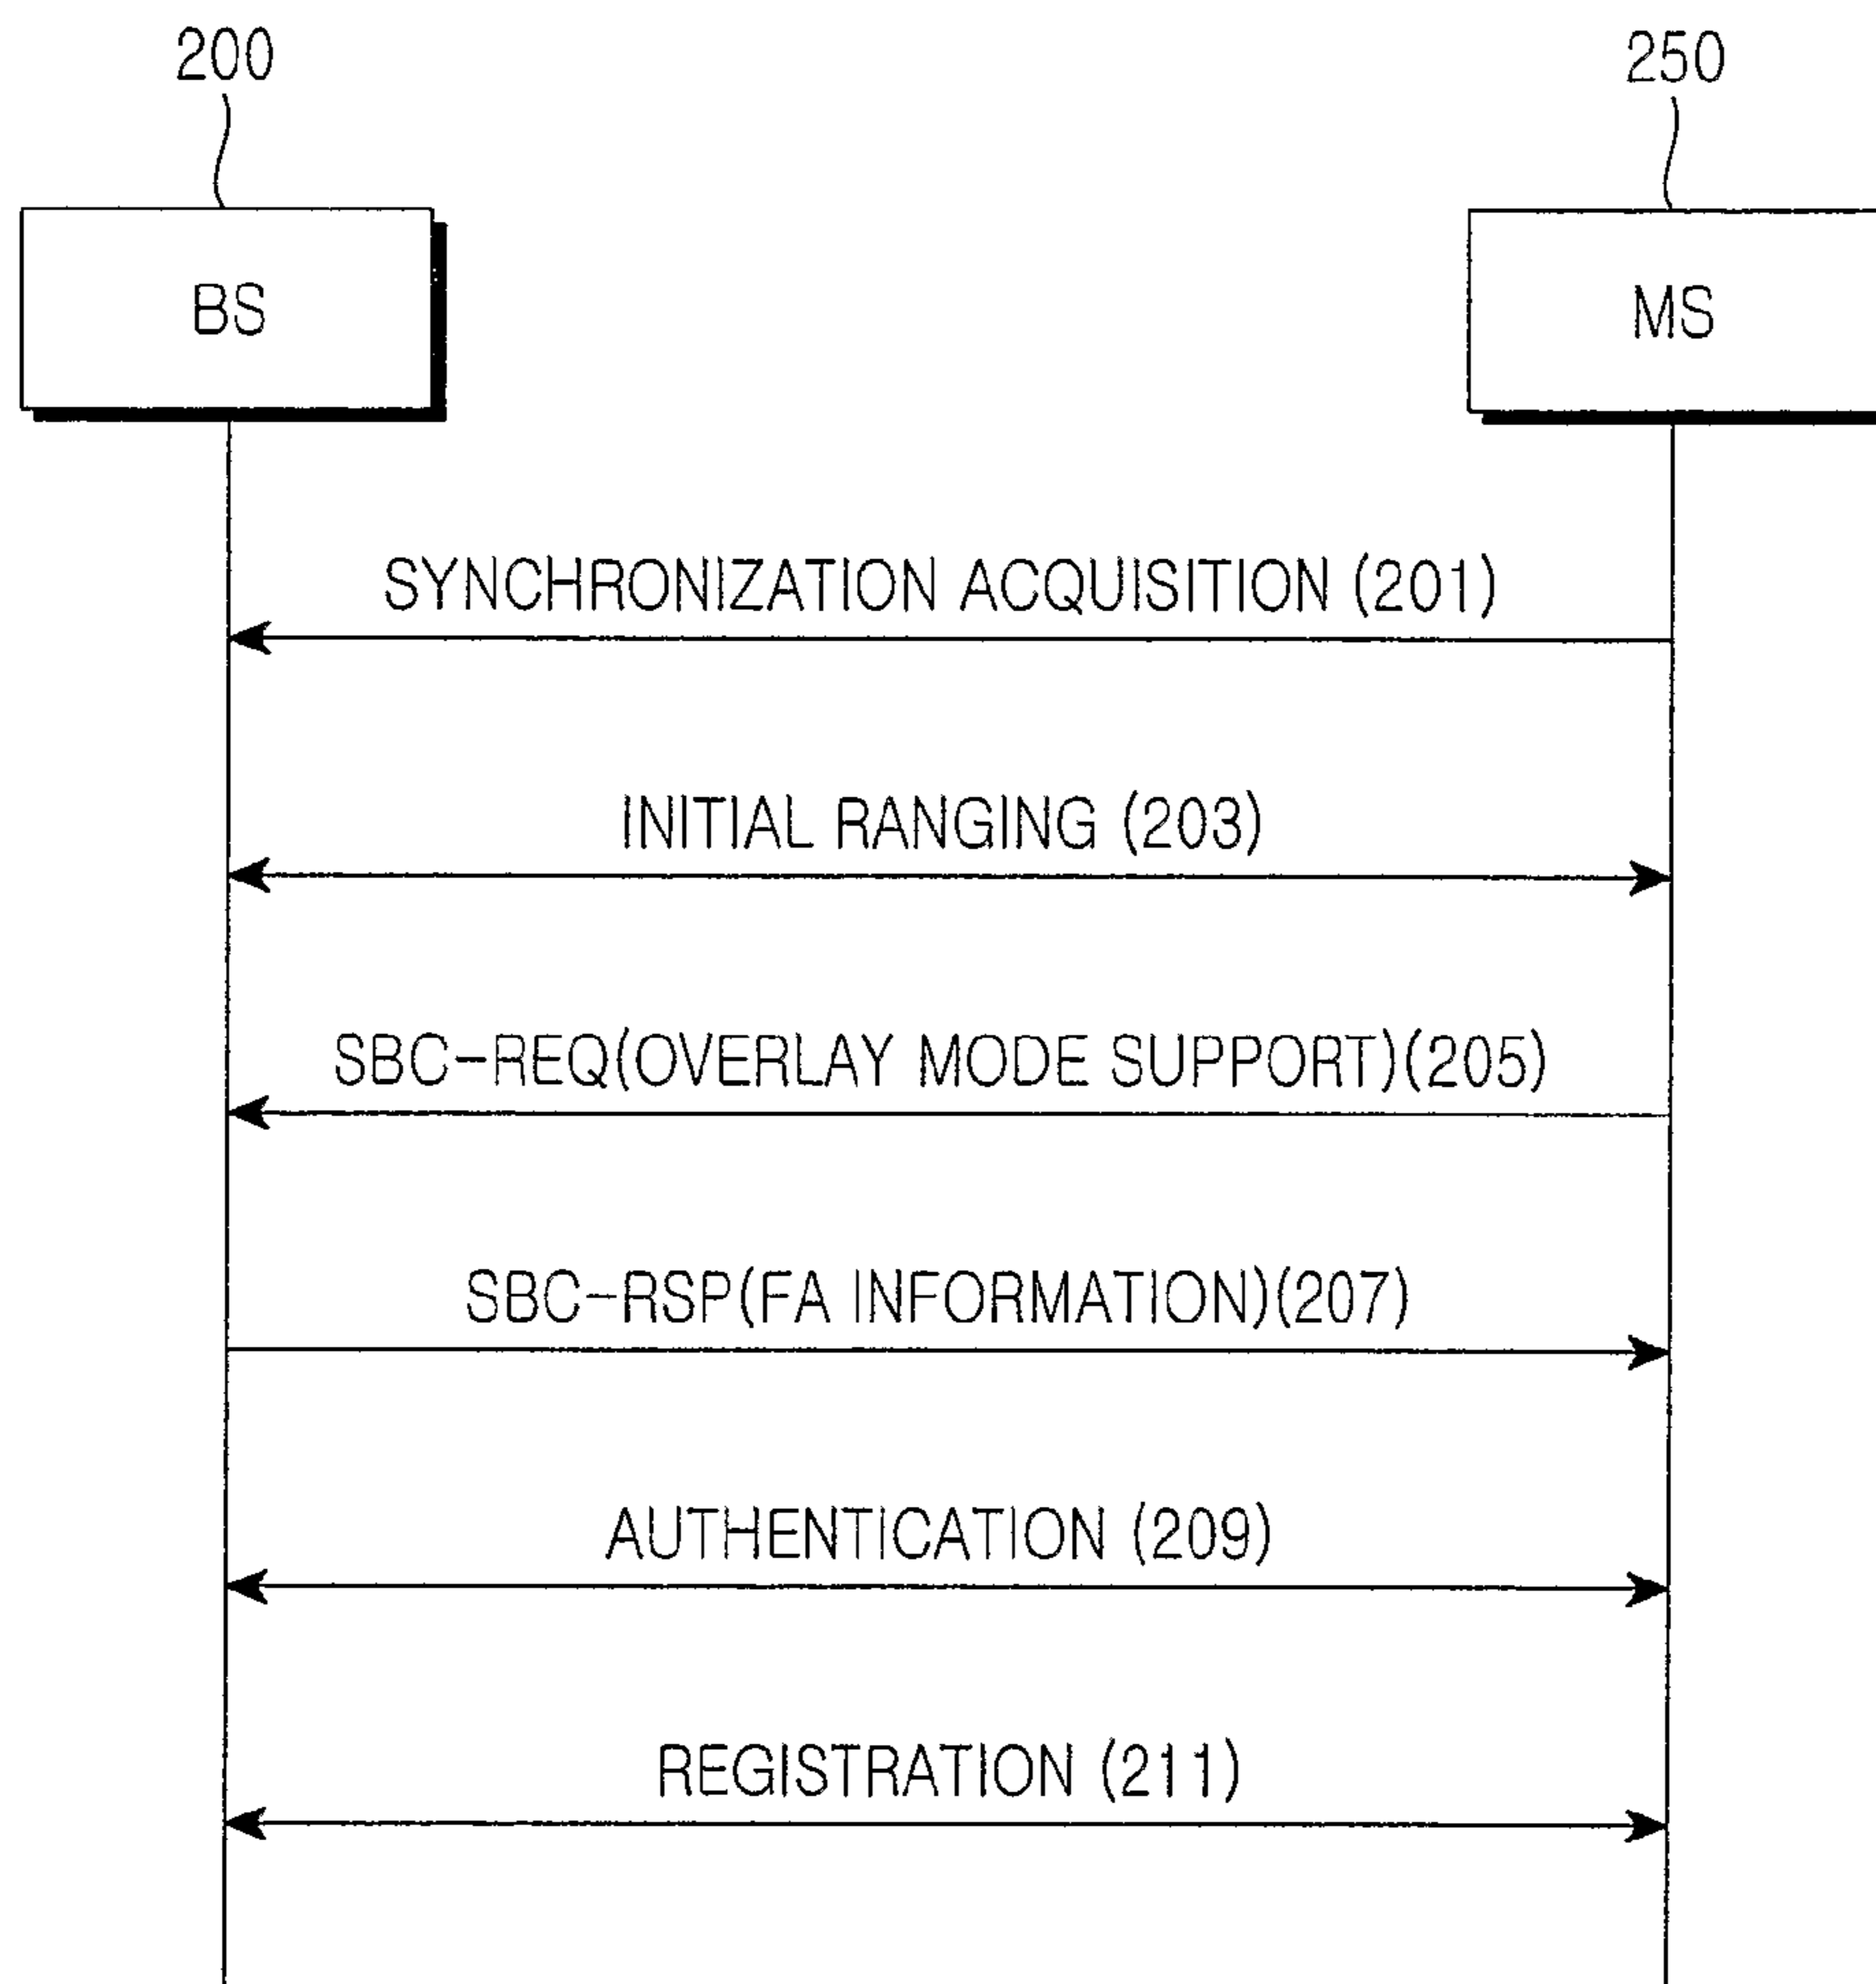 200
250
BS
MS
SYNCHRONIZATION ACQUISITION (201)
INITIAL RANGING (203)
SBC-REQ(OVERLAY MODE SUPPORT)(205)
SBC-RSP(FA INFORMATION)(207)
AUTHENTICATION (209)
REGISTRATION (211)